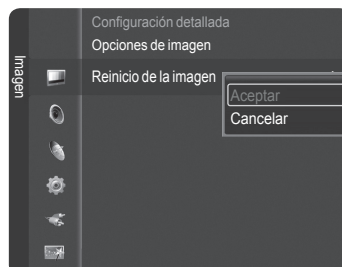 Imagen
Configuración detallada
Opciones de imagen
Reinicio de la imagen
Aceptar
Cancelar